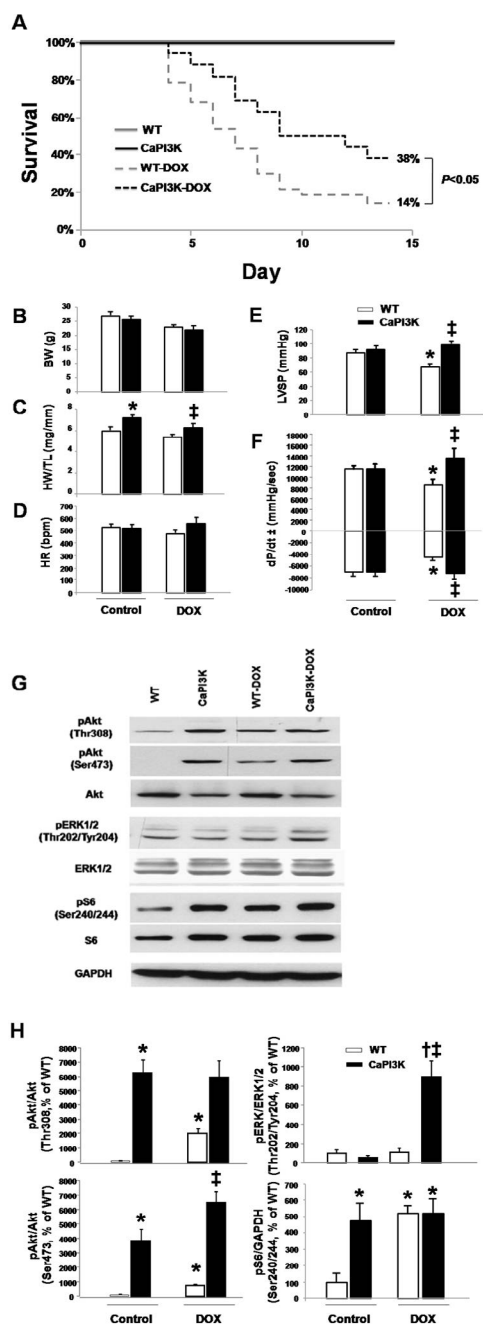 A
Survival
100%
80%
60%
40%
20%
0%
WT
CaPI3K
WT-DOX
CaPI3K-DOX
38%
14%
P<0.05
0
5
10
15
Day
B
BW (g)
30
25
20
15
10
5
0
C
HW/TL (mg/mm)
8
6
4
2
0
*
‡
D
HR (bpm)
700
600
500
400
300
200
100
0
Control
DOX
WT
CaPI3K
E
LVSP (mmHg)
120
100
80
60
40
20
0
*
‡
F
dP/dt ± (mmHg/sec)
18000
16000
14000
12000
10000
8000
6000
4000
2000
0
-2000
-4000
-6000
-8000
-10000
*
‡
*
‡
Control
DOX
G
WT
CaPI3K
WT-DOX
CaPI3K-DOX
pAkt
(Thr308)
pAkt
(Ser473)
Akt
pERK1/2
(Thr202/Tyr204)
ERK1/2
pS6
(Ser240/244)
S6
GAPDH
H
pAkt/Akt
(Thr308,% of WT)
8000
7000
6000
5000
4000
3000
2000
1000
0
*
*
pERK/ERK1/2
(Thr202/Tyr204, % of WT)
1200
1000
800
600
400
200
0
WT
CaPI3K
†‡
pAkt/Akt
(Ser473, % of WT)
8000
7000
6000
5000
4000
3000
2000
1000
0
*
*
‡
Control
DOX
pS6/GAPDH
(Ser240/244, % of WT)
700
600
500
400
300
200
100
0
*
*
*
Control
DOX